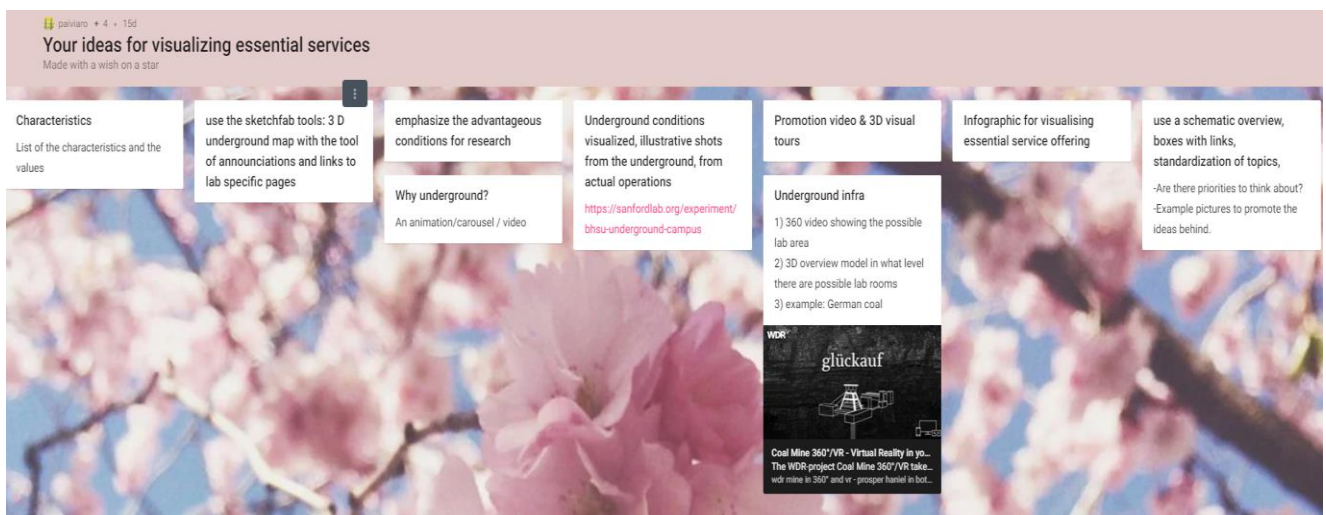 paiviaro + 4 • 15d
Your ideas for visualizing essential services
Made with a wish on a star
Characteristics
List of the characteristics and the
values
use the sketchfab tools: 3 D
underground map with the tool
of announciations and links to
lab specific pages
emphasize the advantageous
conditions for research
Why underground?
An animation/carousel / video
Underground conditions
visualized, illustrative shots
from the underground, from
actual operations
https://sanfordlab.org/experiment/
bhsu-underground-campus
Promotion video & 3D visual
tours
Underground infra
1) 360 video showing the possible
lab area
2) 3D overview model in what level
there are possible lab rooms
3) example: German coal
WDR
glückauf
Coal Mine 360°/VR - Virtual Reality in yo...
The WDR-project Coal Mine 360°/VR take...
wdr mine in 360° and vr - prosper haniel in bot...
Infographic for visualising
essential service offering
use a schematic overview,
boxes with links,
standardization of topics,
-Are there priorities to think about?
-Example pictures to promote the
ideas behind.